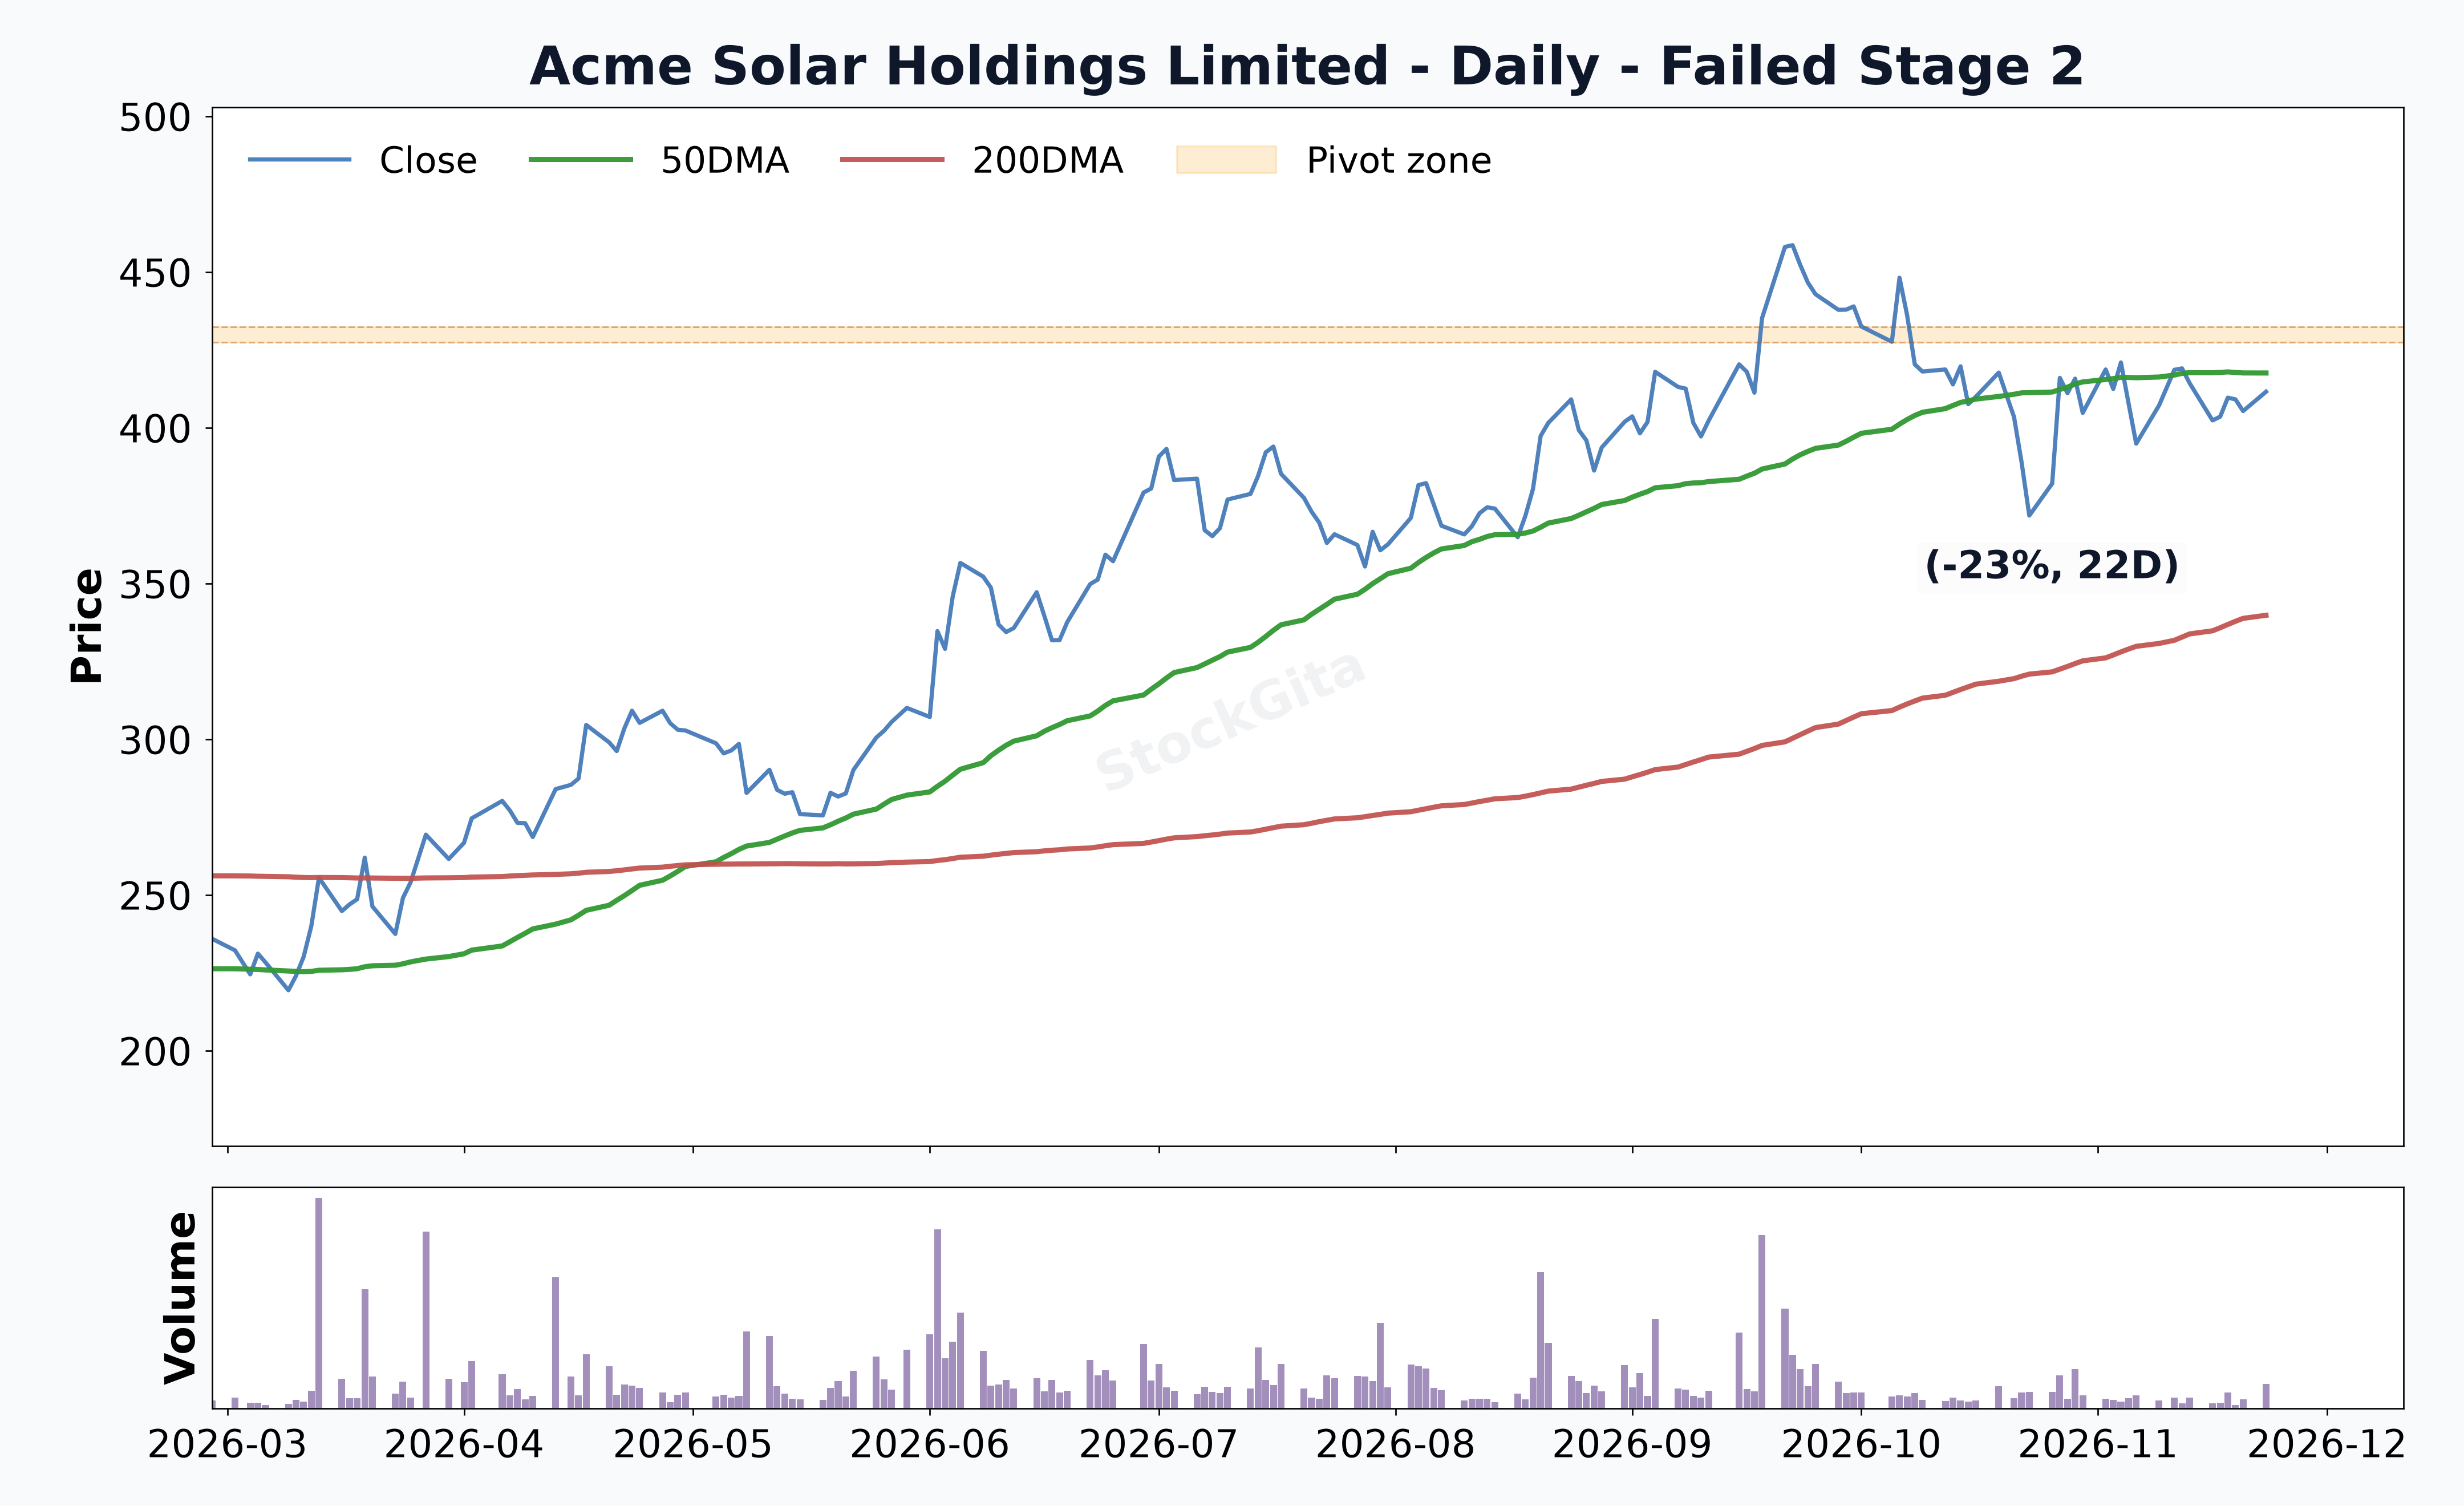 Acme Solar Holdings Limited - Daily - Failed Stage 2
500
450
400
350
300
250
200
Price
Close 50DMA 200DMA Pivot zone
(-23%, 22D)
StockGita
Volume
2026-03 2026-04 2026-05 2026-06 2026-07 2026-08 2026-09 2026-10 2026-11 2026-12